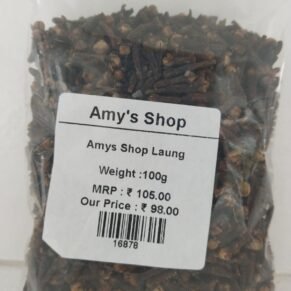 Amy's Shop
Amys Shop Laung
Weight :100g
MRP : ₹ 105.00
Our Price : ₹ 98.00
16878